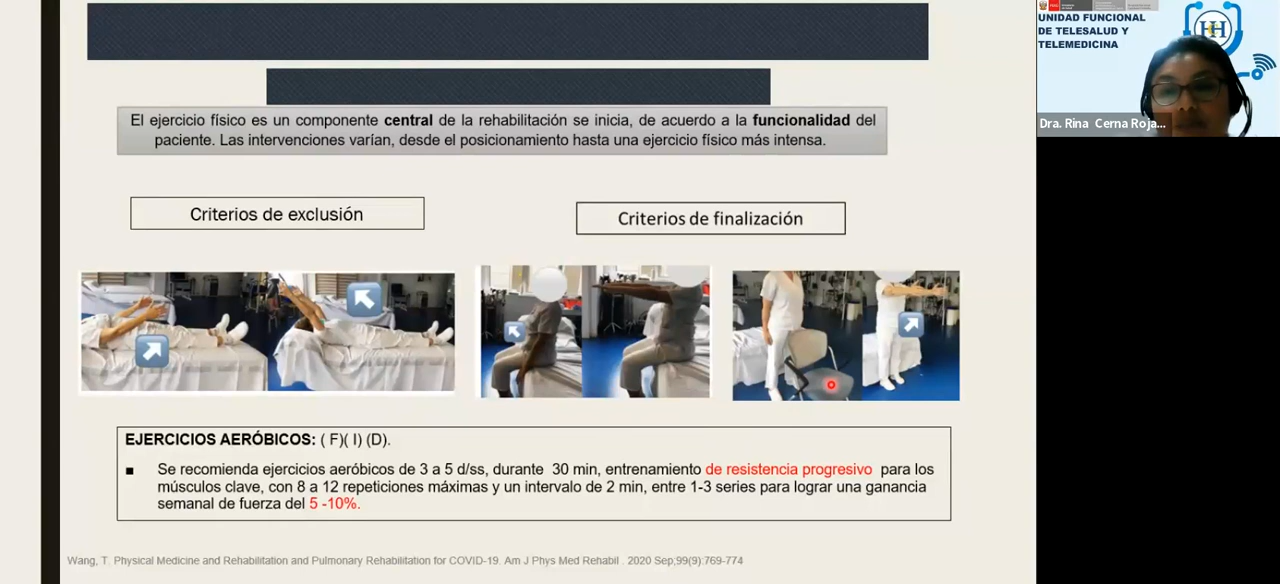 El ejercicio físico es un componente central de la rehabilitación se inicia, de acuerdo a la funcionalidad del
paciente. Las intervenciones varían, desde el posicionamiento hasta una ejercicio físico más intensa.
Criterios de exclusión
Criterios de finalización
EJERCICIOS AERÓBICOS: ( F)( I) (D).
Se recomienda ejercicios aeróbicos de 3 a 5 d/ss, durante 30 min, entrenamiento de resistencia progresivo para los
músculos clave, con 8 a 12 repeticiones máximas y un intervalo de 2 min, entre 1-3 series para lograr una ganancia
semanal de fuerza del 5 -10%.
Wang, T. Physical Medicine and Rehabilitation and Pulmonary Rehabilitation for COVID-19. Am J Phys Med Rehabil . 2020 Sep;99(9):769-774
UNIDAD FUNCIONAL
DE TELESALUD Y
TELEMEDICINA
HH
Dra. Rina Cerna Roja...